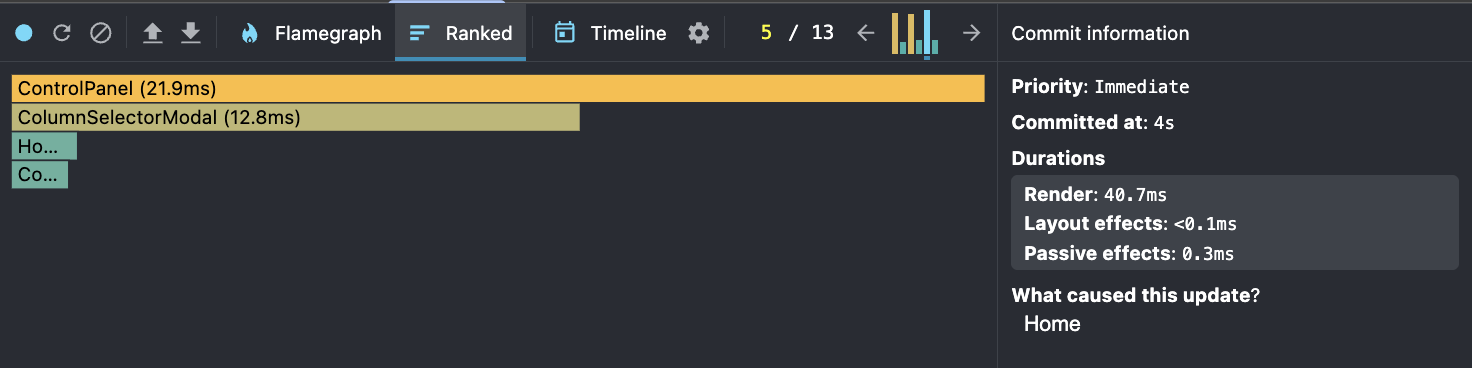 Flamegraph Ranked Timeline 5 / 13
ControlPanel (21.9ms)
ColumnSelectorModal (12.8ms)
Ho...
Co...
Commit information
Priority: Immediate
Committed at: 4s
Durations
Render: 40.7ms
Layout effects: <0.1ms
Passive effects: 0.3ms
What caused this update?
Home